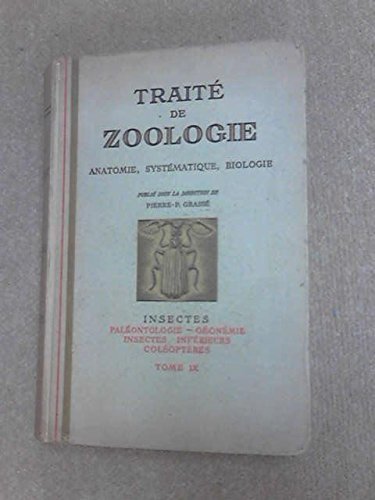 TRAITÉ
DE
ZOOLOGIE
ANATOMIE, SYSTÉMATIQUE, BIOLOGIE
PUBLIÉ SOUS LA DIRECTION DE
PIERRE-P. GRASSÉ
INSECTES
PALÉONTOLOGIE – GÉONÉMIE
INSECTES INFÉRIEURS
COLÉOPTÈRES
TOME IX